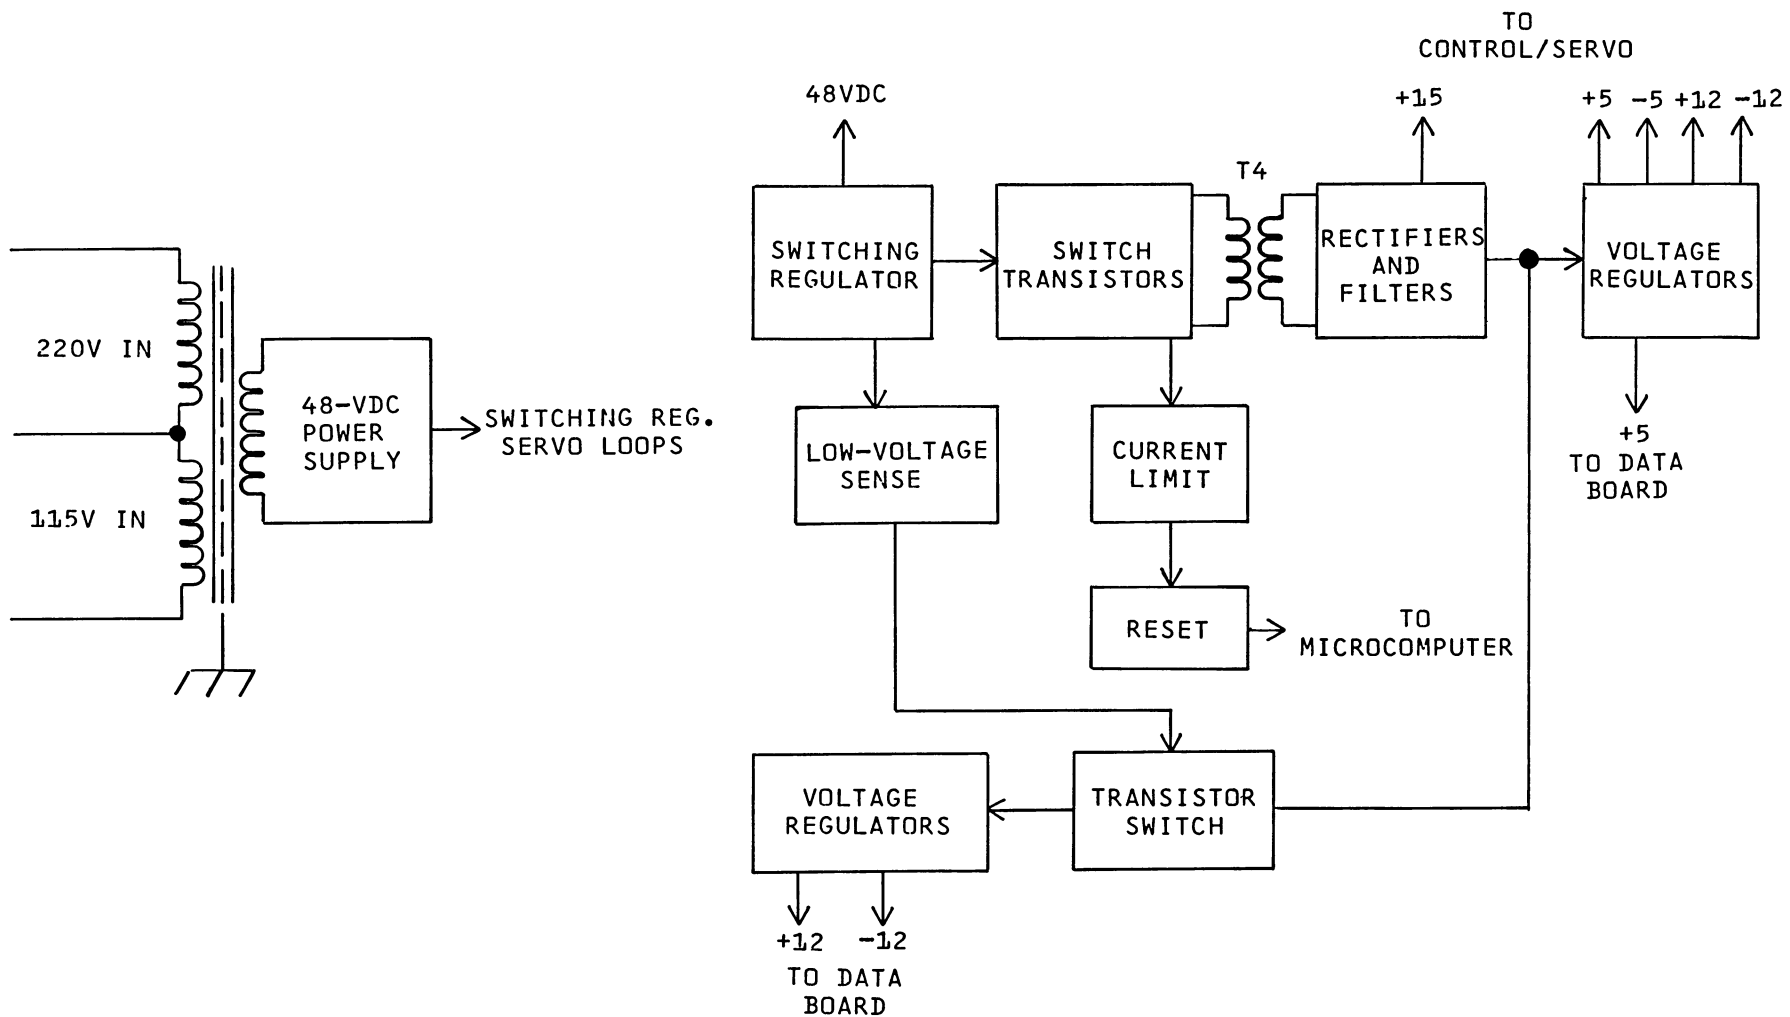 TO
CONTROL/SERVO
48VDC
+15
+5 -5 +12 -12
T4
SWITCHING
REGULATOR
SWITCH
TRANSISTORS
RECTIFIERS
AND
FILTERS
VOLTAGE
REGULATORS
220V IN
48-VDC
POWER
SUPPLY
SWITCHING REG.
SERVO LOOPS
115V IN
LOW-VOLTAGE
SENSE
CURRENT
LIMIT
+5
TO DATA
BOARD
RESET
TO
MICROCOMPUTER
VOLTAGE
REGULATORS
TRANSISTOR
SWITCH
+12 -12
TO DATA
BOARD